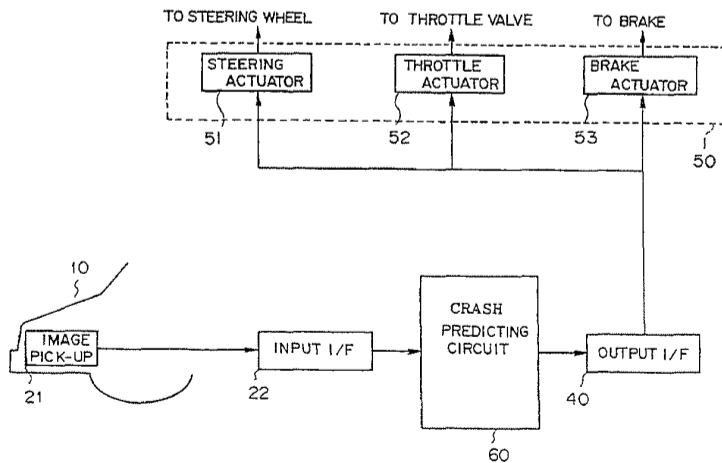 TO STEERING WHEEL
TO THROTTLE VALVE
TO BRAKE
STEERING
ACTUATOR
THROTTLE
ACTUATOR
BRAKE
ACTUATOR
51
52
53
50
10
IMAGE
PICK-UP
INPUT I/F
CRASH
PREDICTING
CIRCUIT
OUTPUT I/F
21
22
40
60